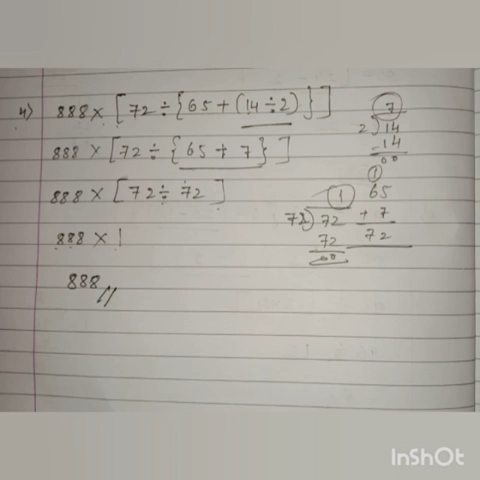 4) 888 × [72 ÷ {65 + (14 ÷ 2)}]
888 × [72 ÷ {65 + 7}]
888 × [72 ÷ 72]
888 × 1
888 //
7
2)14
-14
00
1
65
+ 7
72
1
72)72
72
00
InShOt